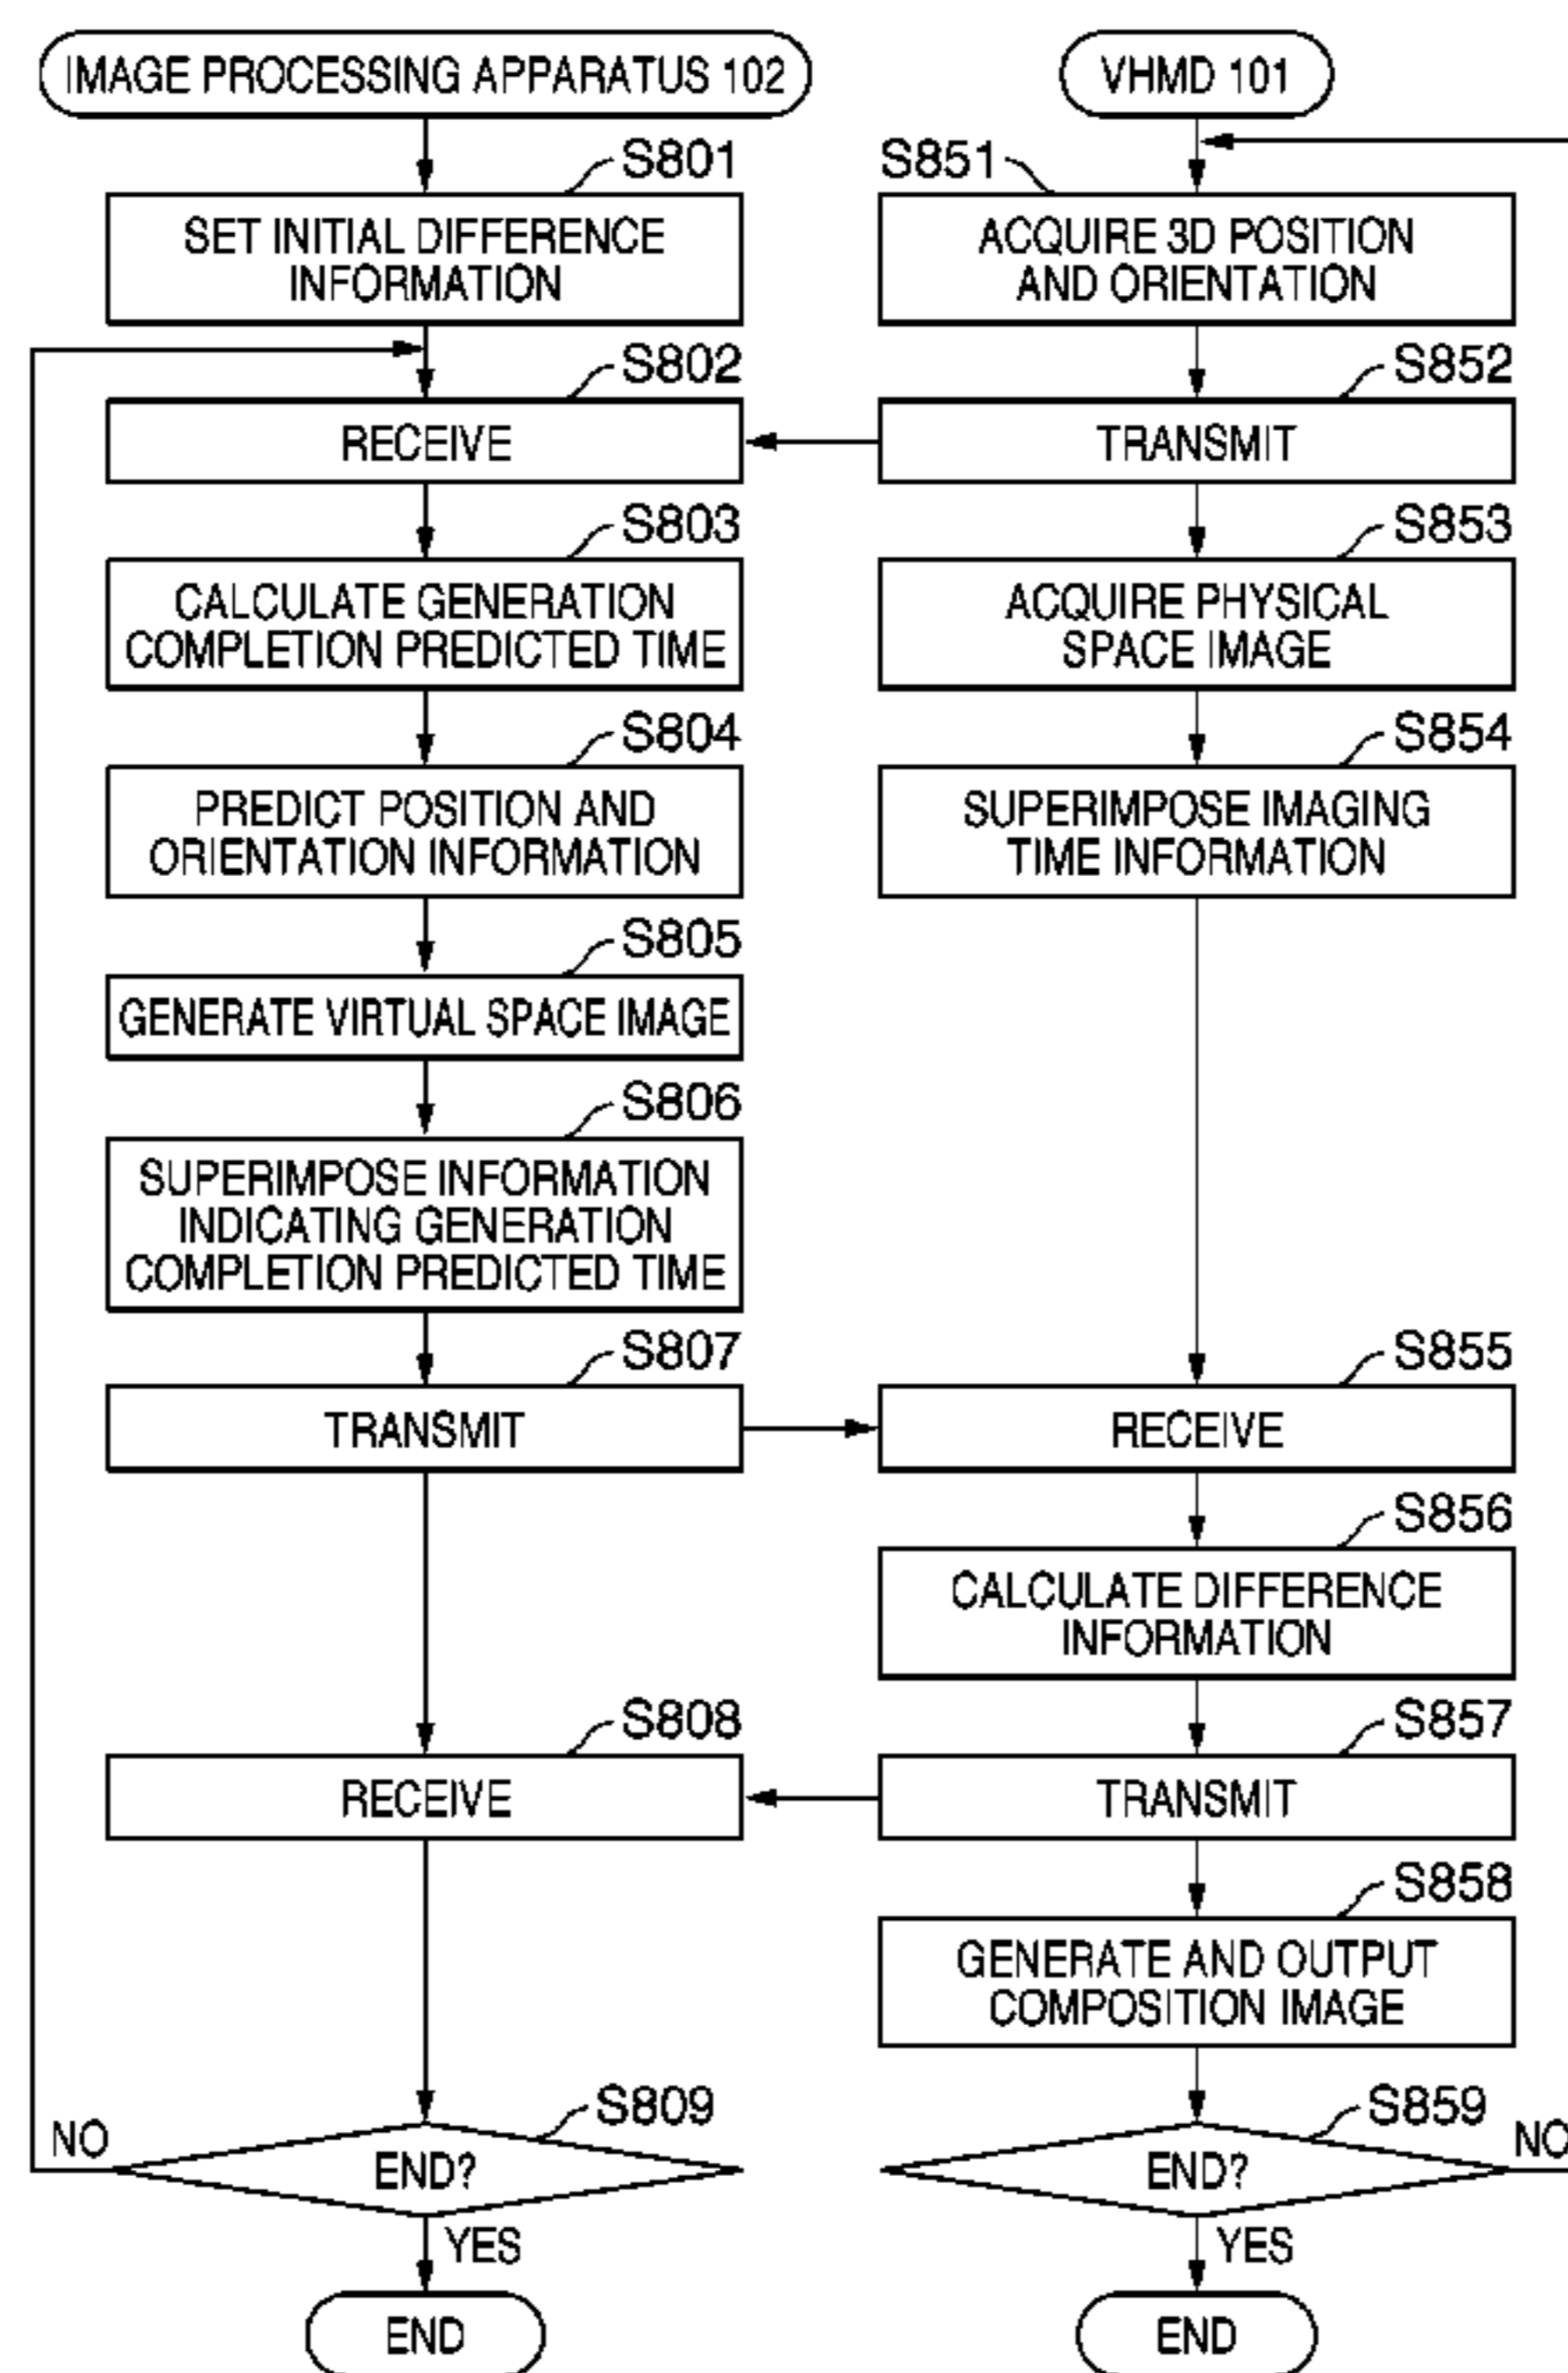 IMAGE PROCESSING APPARATUS 102
S801
SET INITIAL DIFFERENCE
INFORMATION
S802
RECEIVE
S803
CALCULATE GENERATION
COMPLETION PREDICTED TIME
S804
PREDICT POSITION AND
ORIENTATION INFORMATION
S805
GENERATE VIRTUAL SPACE IMAGE
S806
SUPERIMPOSE INFORMATION
INDICATING GENERATION
COMPLETION PREDICTED TIME
S807
TRANSMIT
S808
RECEIVE
S809
NO
END?
YES
END
VHMD 101
S851
ACQUIRE 3D POSITION
AND ORIENTATION
S852
TRANSMIT
S853
ACQUIRE PHYSICAL
SPACE IMAGE
S854
SUPERIMPOSE IMAGING
TIME INFORMATION
S855
RECEIVE
S856
CALCULATE DIFFERENCE
INFORMATION
S857
TRANSMIT
S858
GENERATE AND OUTPUT
COMPOSITION IMAGE
S859
NO
END?
YES
END